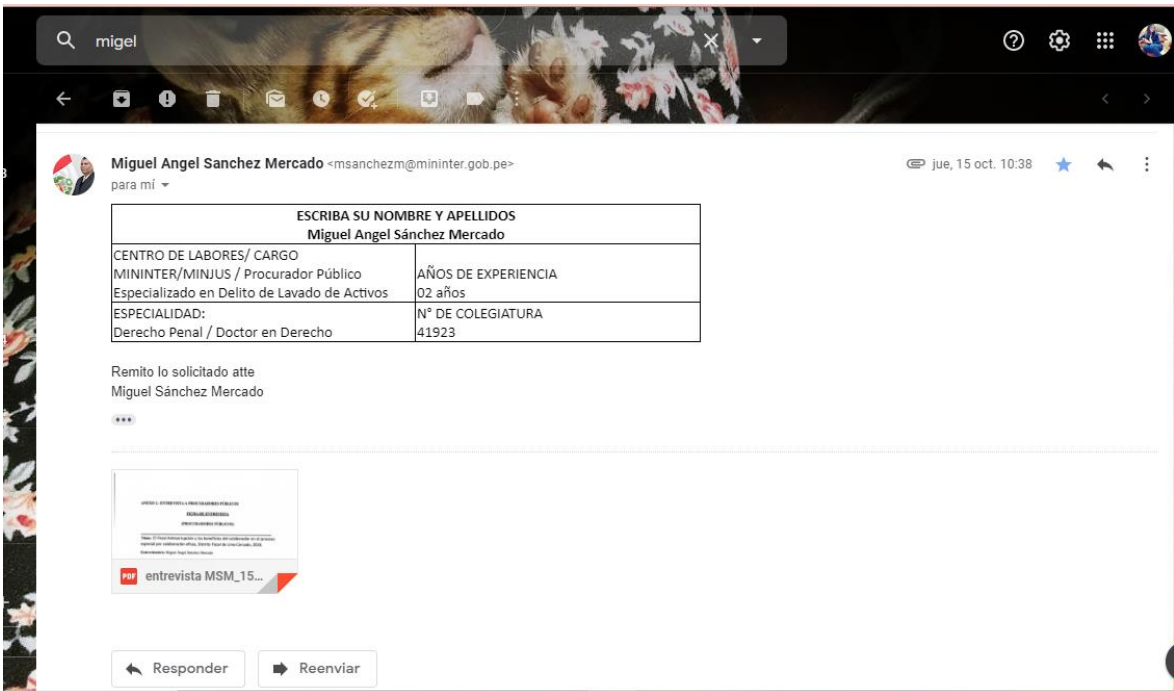 migel
Miguel Angel Sanchez Mercado <msanchezm@mininter.gob.pe>
jue, 15 oct. 10:38
para mí
ESCRIBA SU NOMBRE Y APELLIDOS
Miguel Angel Sánchez Mercado
CENTRO DE LABORES/ CARGO
MININTER/MINJUS / Procurador Público
Especializado en Delito de Lavado de Activos
AÑOS DE EXPERIENCIA
02 años
ESPECIALIDAD:
Derecho Penal / Doctor en Derecho
N° DE COLEGIATURA
41923
Remito lo solicitado atte
Miguel Sánchez Mercado
PDF
entrevista MSM_15...
Responder
Reenviar